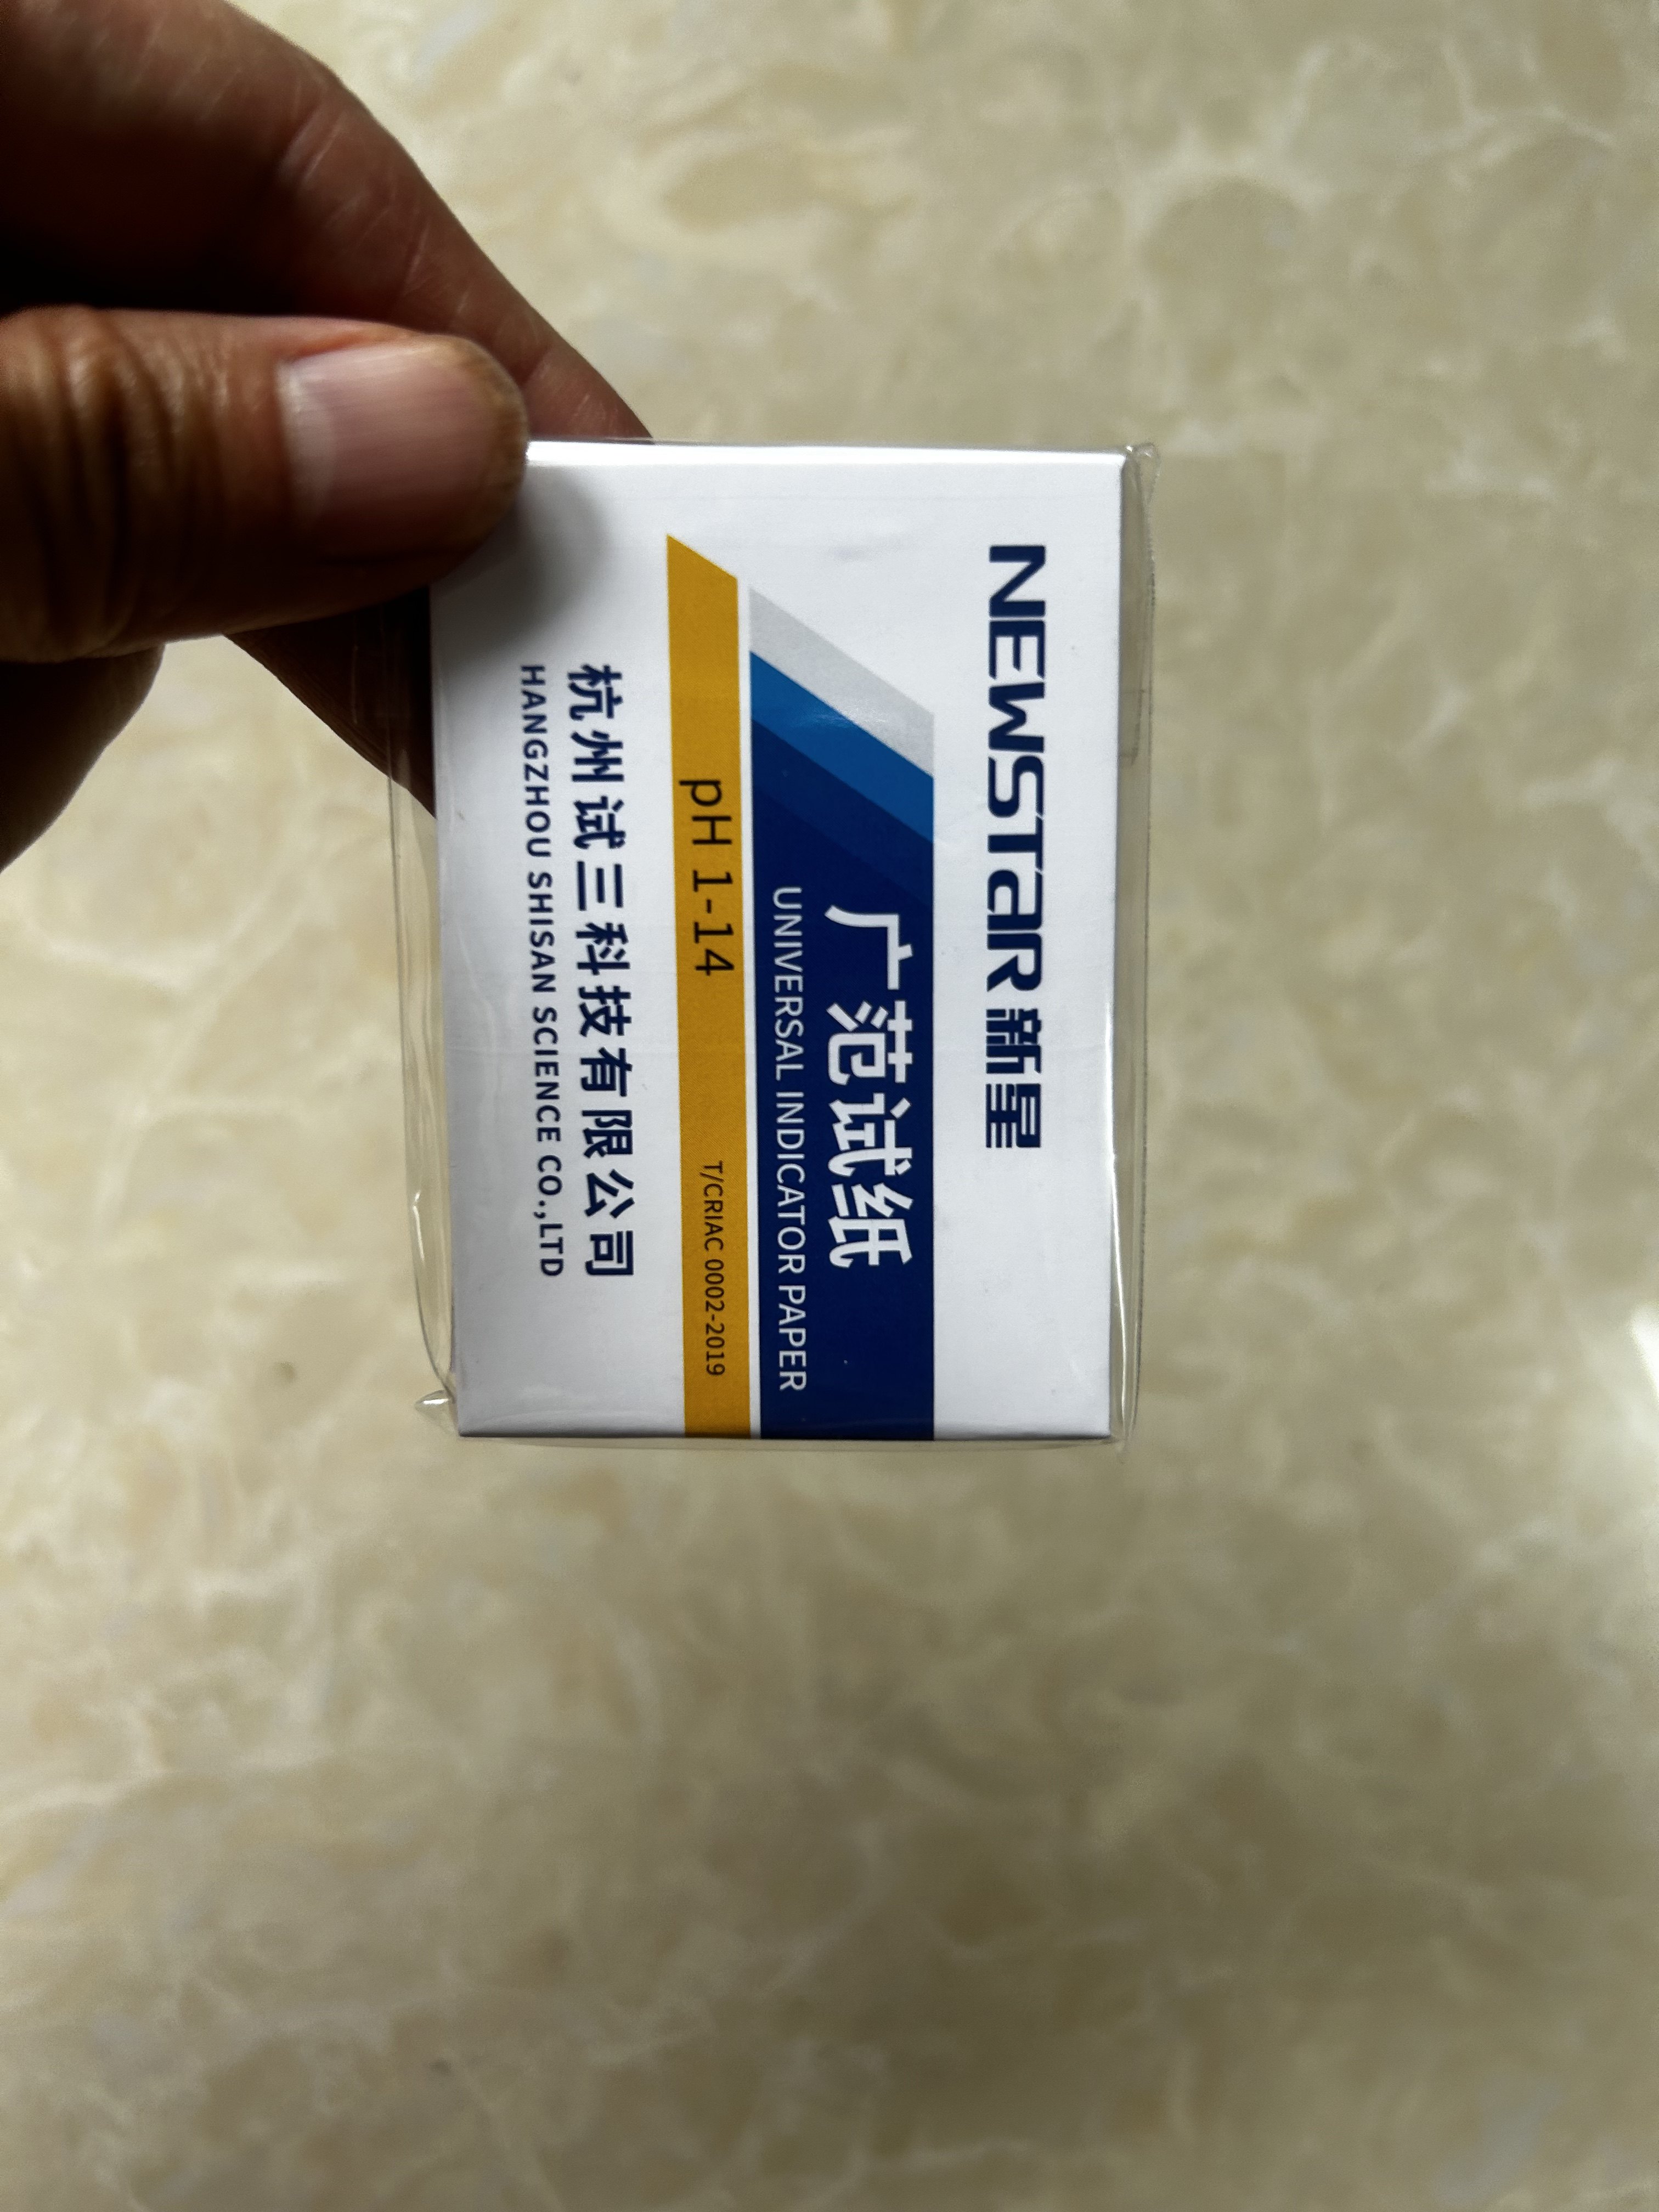 NEWSTAR 新星
广范试纸
UNIVERSAL INDICATOR PAPER
pH 1-14 T/CRIAC 0002-2019
杭州试三科技有限公司
HANGZHOU SHISAN SCIENCE CO.,LTD